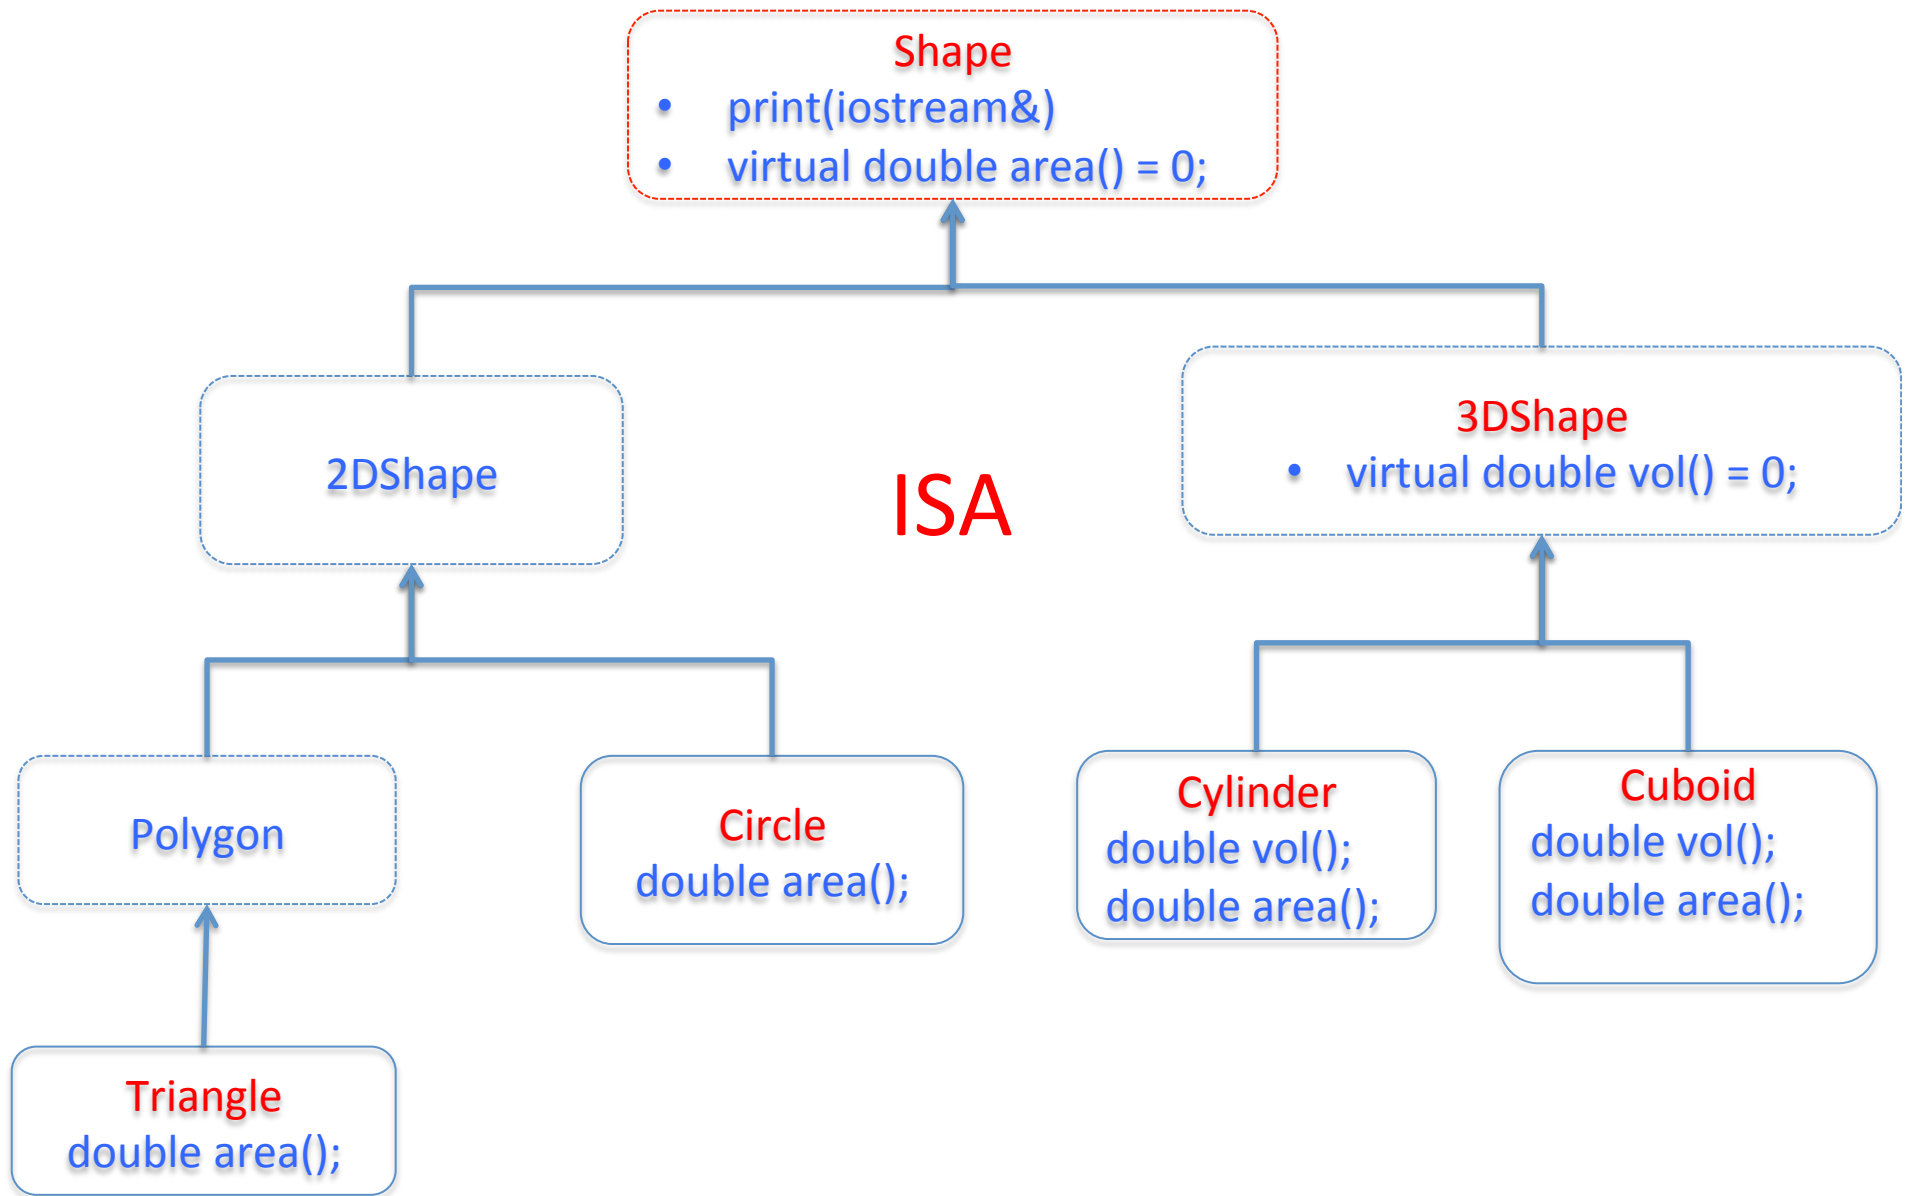 Shape
• print(iostream&)
• virtual double area() = 0;
2DShape
ISA
3DShape
• virtual double vol() = 0;
Polygon
Circle
double area();
Cylinder
double vol();
double area();
Cuboid
double vol();
double area();
Triangle
double area();